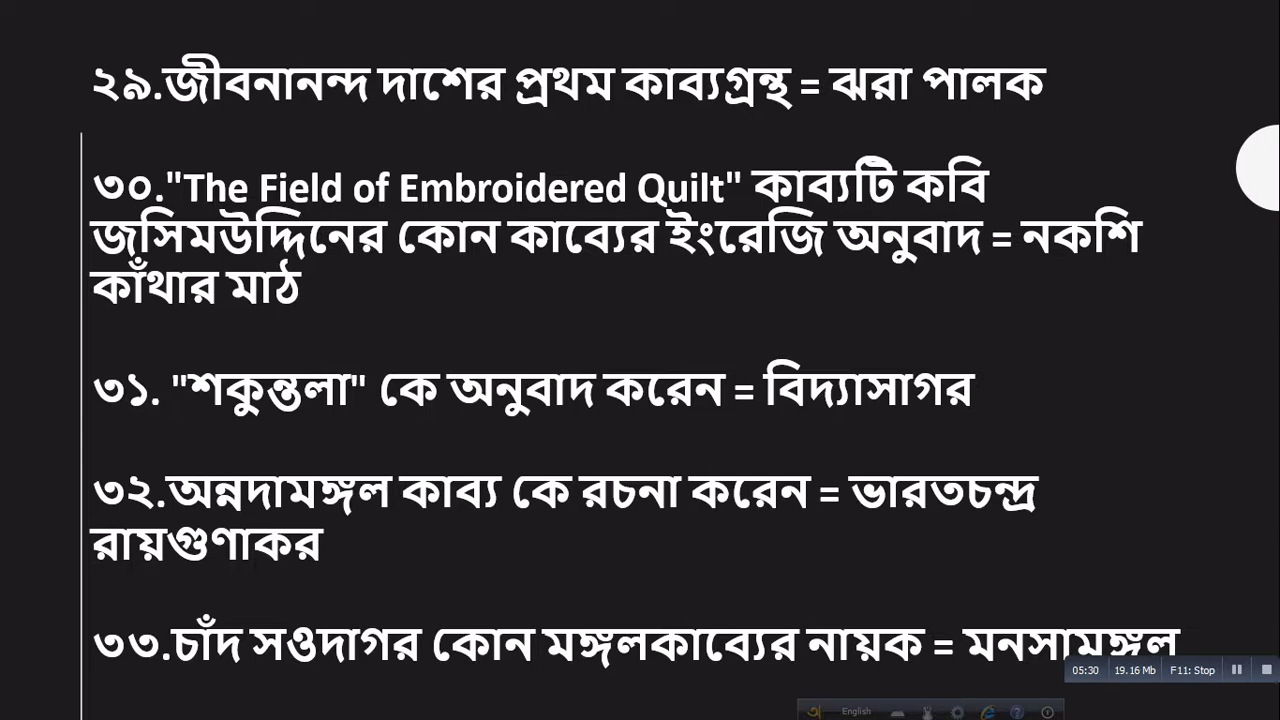 ২৯.জীবনানন্দ দাশের প্রথম কাব্যগ্রন্থ = ঝরা পালক
৩০."The Field of Embroidered Quilt" কাব্যটি কবি
জসিমউদ্দিনের কোন কাব্যের ইংরেজি অনুবাদ = নকশি
কাঁথার মাঠ
৩১. "শকুন্তলা" কে অনুবাদ করেন = বিদ্যাসাগর
৩২.অন্নদামঙ্গল কাব্য কে রচনা করেন = ভারতচন্দ্র
রায়গুণাকর
৩৩.চাঁদ সওদাগর কোন মঙ্গলকাব্যের নায়ক = মনসামঙ্গল
05:30 19.16 Mb F11: Stop
English